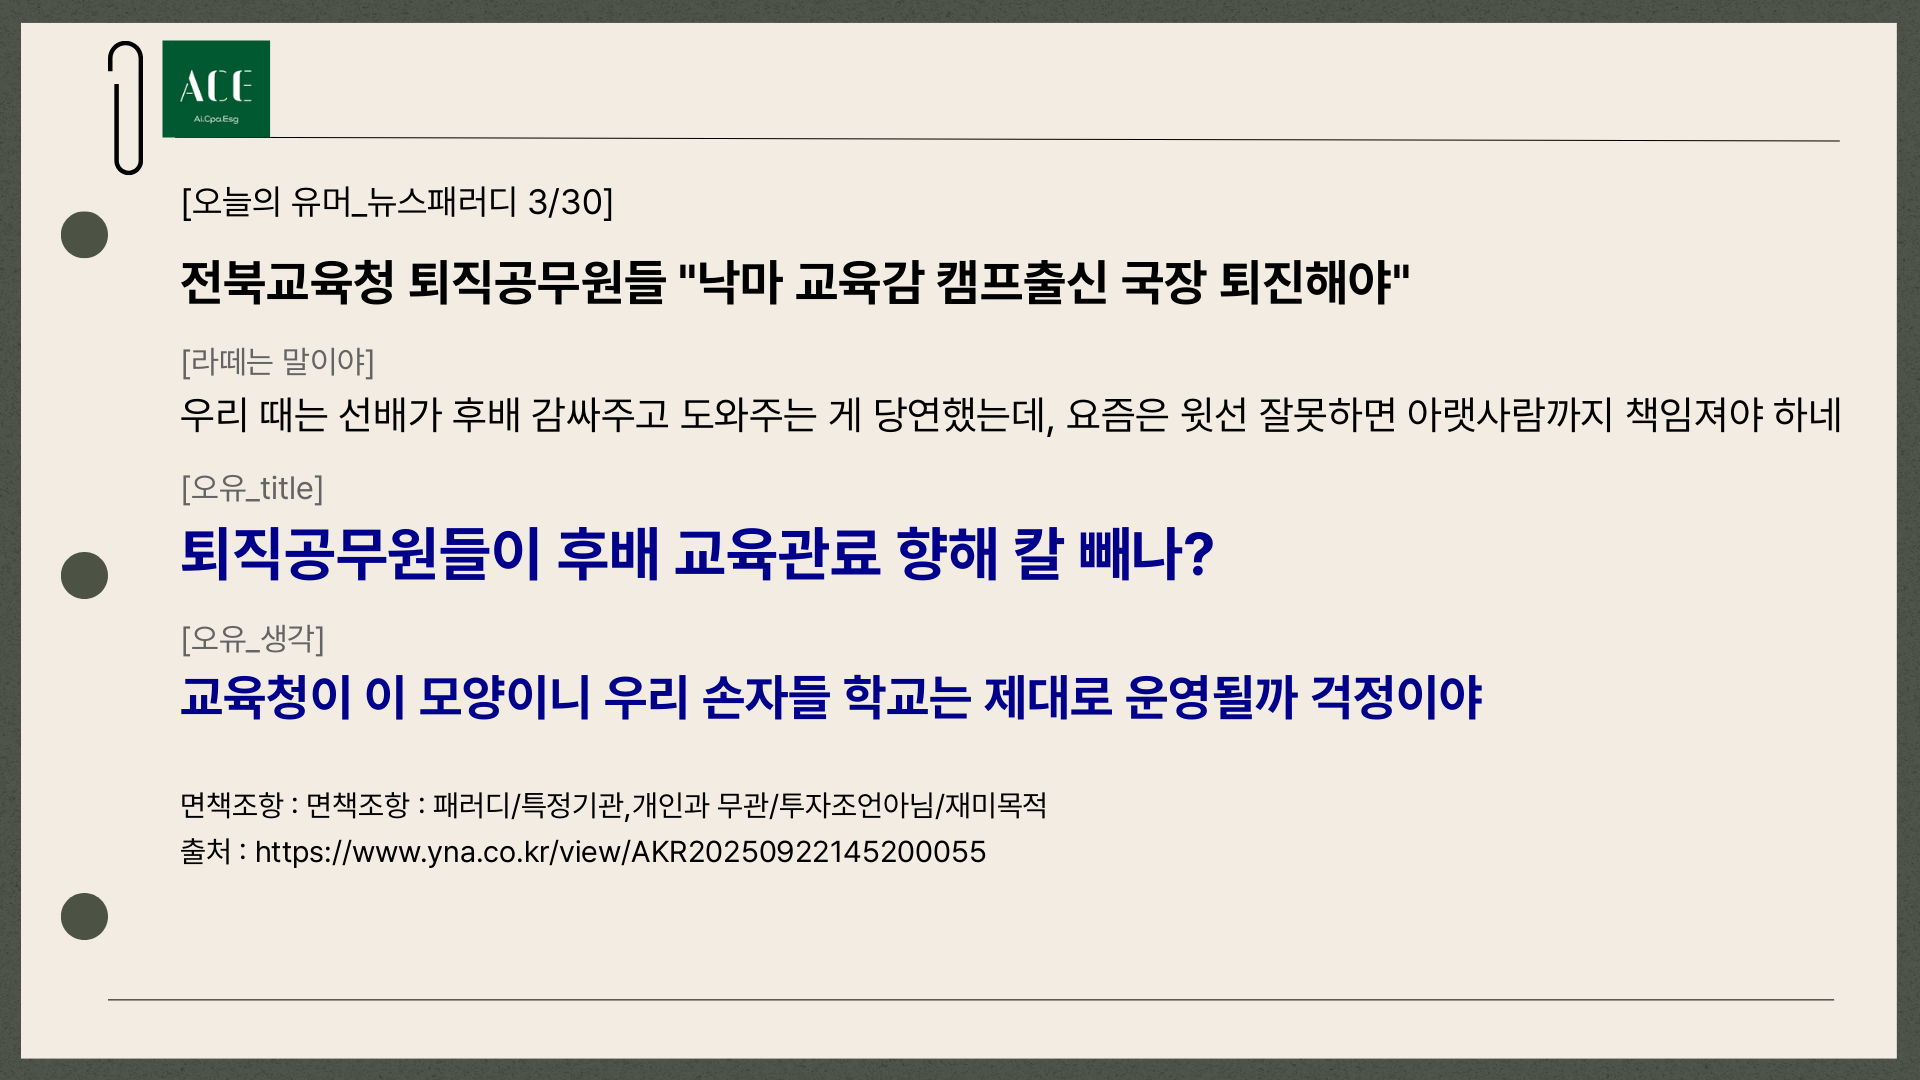 ACE
Ai.Cpa.Esg
[오늘의 유머_뉴스패러디 3/30]
전북교육청 퇴직공무원들 "낙마 교육감 캠프출신 국장 퇴진해야"
[라떼는 말이야]
우리 때는 선배가 후배 감싸주고 도와주는 게 당연했는데, 요즘은 윗선 잘못하면 아랫사람까지 책임져야 하네
[오유_title]
퇴직공무원들이 후배 교육관료 향해 칼 빼나?
[오유_생각]
교육청이 이 모양이니 우리 손자들 학교는 제대로 운영될까 걱정이야
면책조항 : 면책조항 : 패러디/특정기관,개인과 무관/투자조언아님/재미목적
출처 : https://www.yna.co.kr/view/AKR20250922145200055